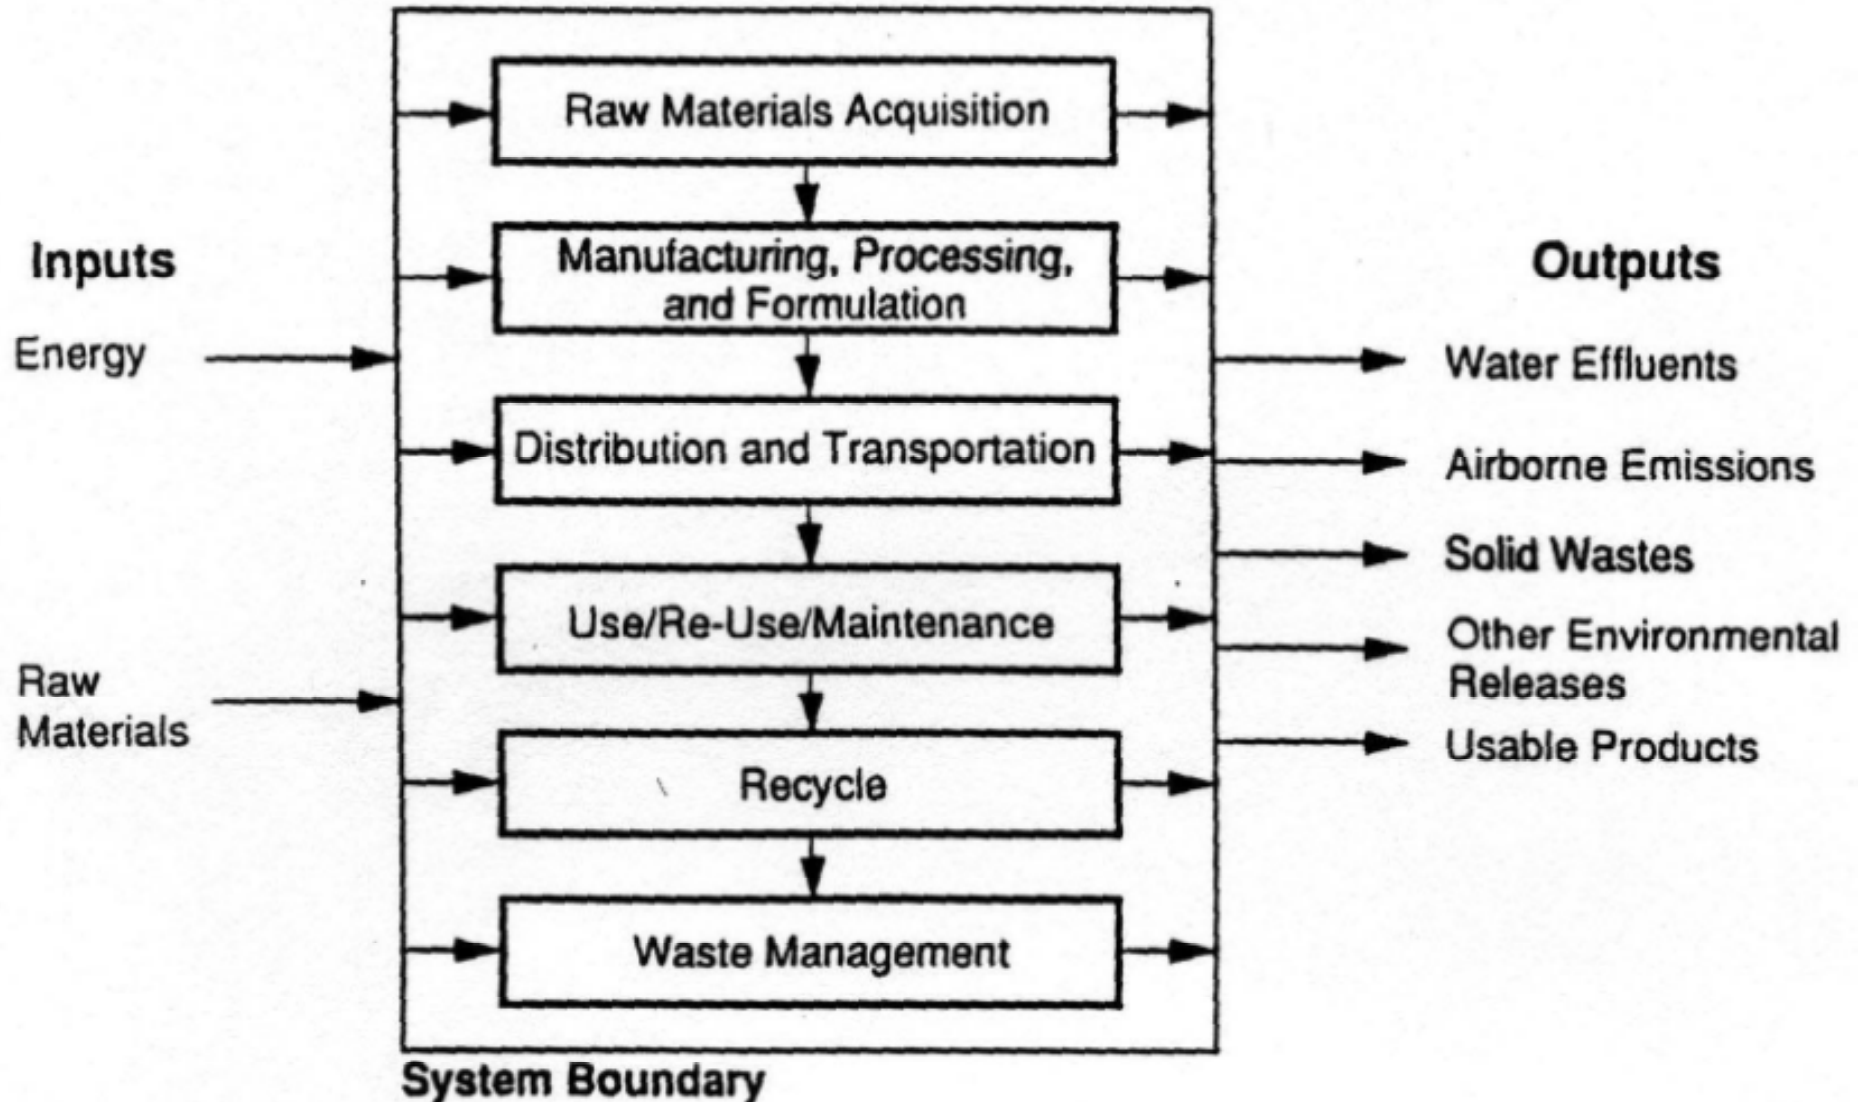 Raw Materials Acquisition
Inputs
Manufacturing, Processing,
and Formulation
Outputs
Energy
Water Effluents
Distribution and Transportation
Airborne Emissions
Solid Wastes
Use/Re-Use/Maintenance
Other Environmental
Releases
Raw
Materials
Usable Products
Recycle
Waste Management
System Boundary